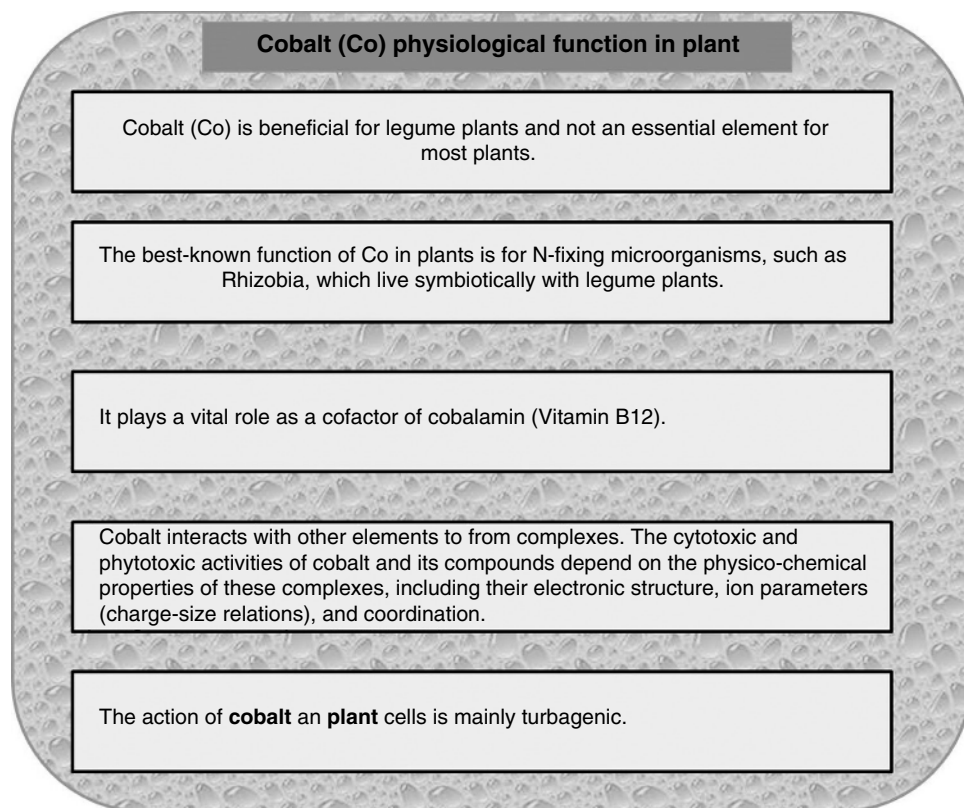 Cobalt (Co) physiological function in plant
Cobalt (Co) is beneficial for legume plants and not an essential element for
most plants.
The best-known function of Co in plants is for N-fixing microorganisms, such as
Rhizobia, which live symbiotically with legume plants.
It plays a vital role as a cofactor of cobalamin (Vitamin B12).
Cobalt interacts with other elements to from complexes. The cytotoxic and
phytotoxic activities of cobalt and its compounds depend on the physico-chemical
properties of these complexes, including their electronic structure, ion parameters
(charge-size relations), and coordination.
The action of cobalt an plant cells is mainly turbagenic.